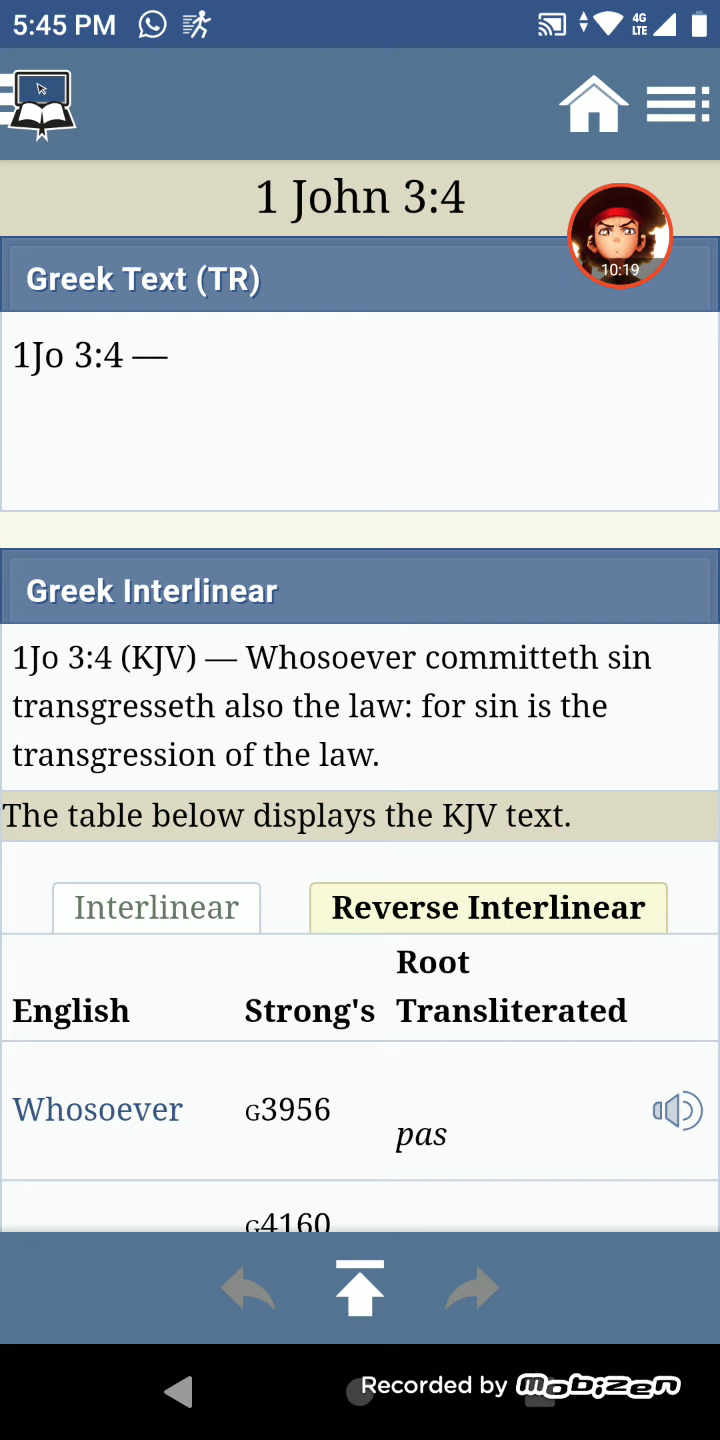 5:45 PM
4G
LTE
1 John 3:4
10:19
Greek Text (TR)
1Jo 3:4 —
Greek Interlinear
1Jo 3:4 (KJV) — Whosoever committeth sin
transgresseth also the law: for sin is the
transgression of the law.
The table below displays the KJV text.
Interlinear Reverse Interlinear
English Strong's Root Transliterated
Whosoever G3956 pas
G4160
Recorded by mobizen